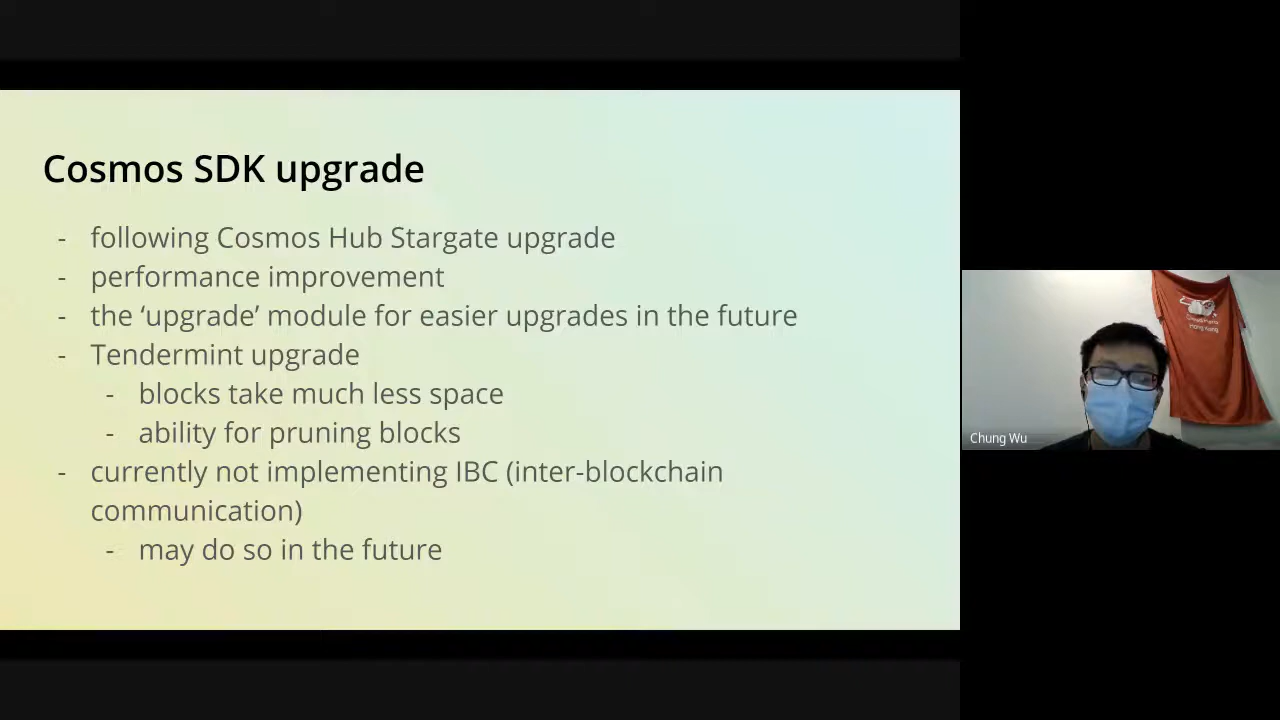 Cosmos SDK upgrade
- following Cosmos Hub Stargate upgrade
- performance improvement
- the ‘upgrade’ module for easier upgrades in the future
- Tendermint upgrade
- blocks take much less space
- ability for pruning blocks
- currently not implementing IBC (inter-blockchain
communication)
- may do so in the future
Hong Kong
Chung Wu